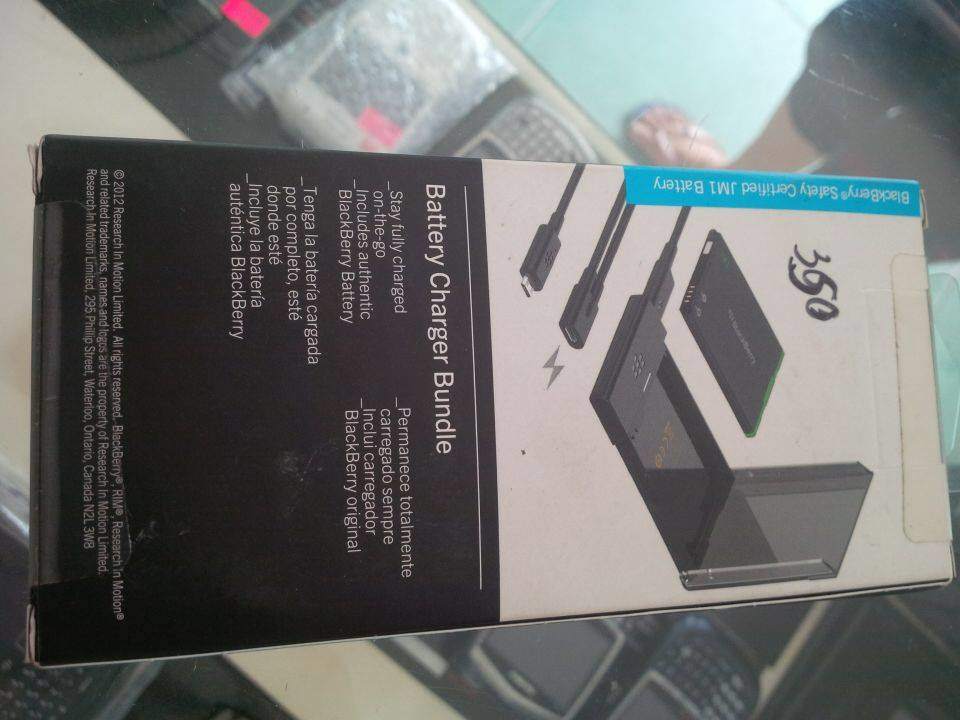 BlackBerry® Safety Certified JM1 Battery
350
Battery Charger Bundle
_Stay fully charged
on-the-go
_Includes authentic
BlackBerry Battery
_Tenga la batería cargada
por completo, esté
donde esté
_Incluye la batería
auténtica BlackBerry
_Permanece totalmente
carregado sempre
_Inclui carregador
BlackBerry original
© 2012 Research In Motion Limited. All rights reserved. BlackBerry®, RIM®, Research In Motion®
and related trademarks, names and logos are the property of Research In Motion Limited.
Research In Motion Limited, 295 Phillip Street, Waterloo, Ontario, Canada N2L 3W8